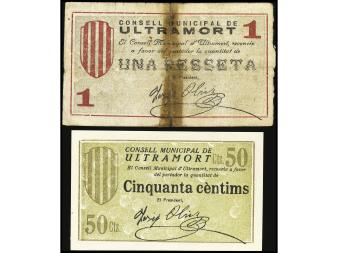 CONSELL MUNICIPAL DE
ULTRAMORT
1
El Consell Municipal d'Ultramort, reconeix
a favor del portador la quantitat de
UNA PESSETA
El President,
1
CONSELL MUNICIPAL DE
ULTRAMORT
Cts. 50
El Consell Municipal d'Ultramort, reconeix a favor
del portador la quantitat de
Cinquanta cèntims
El President,
50 Cts.